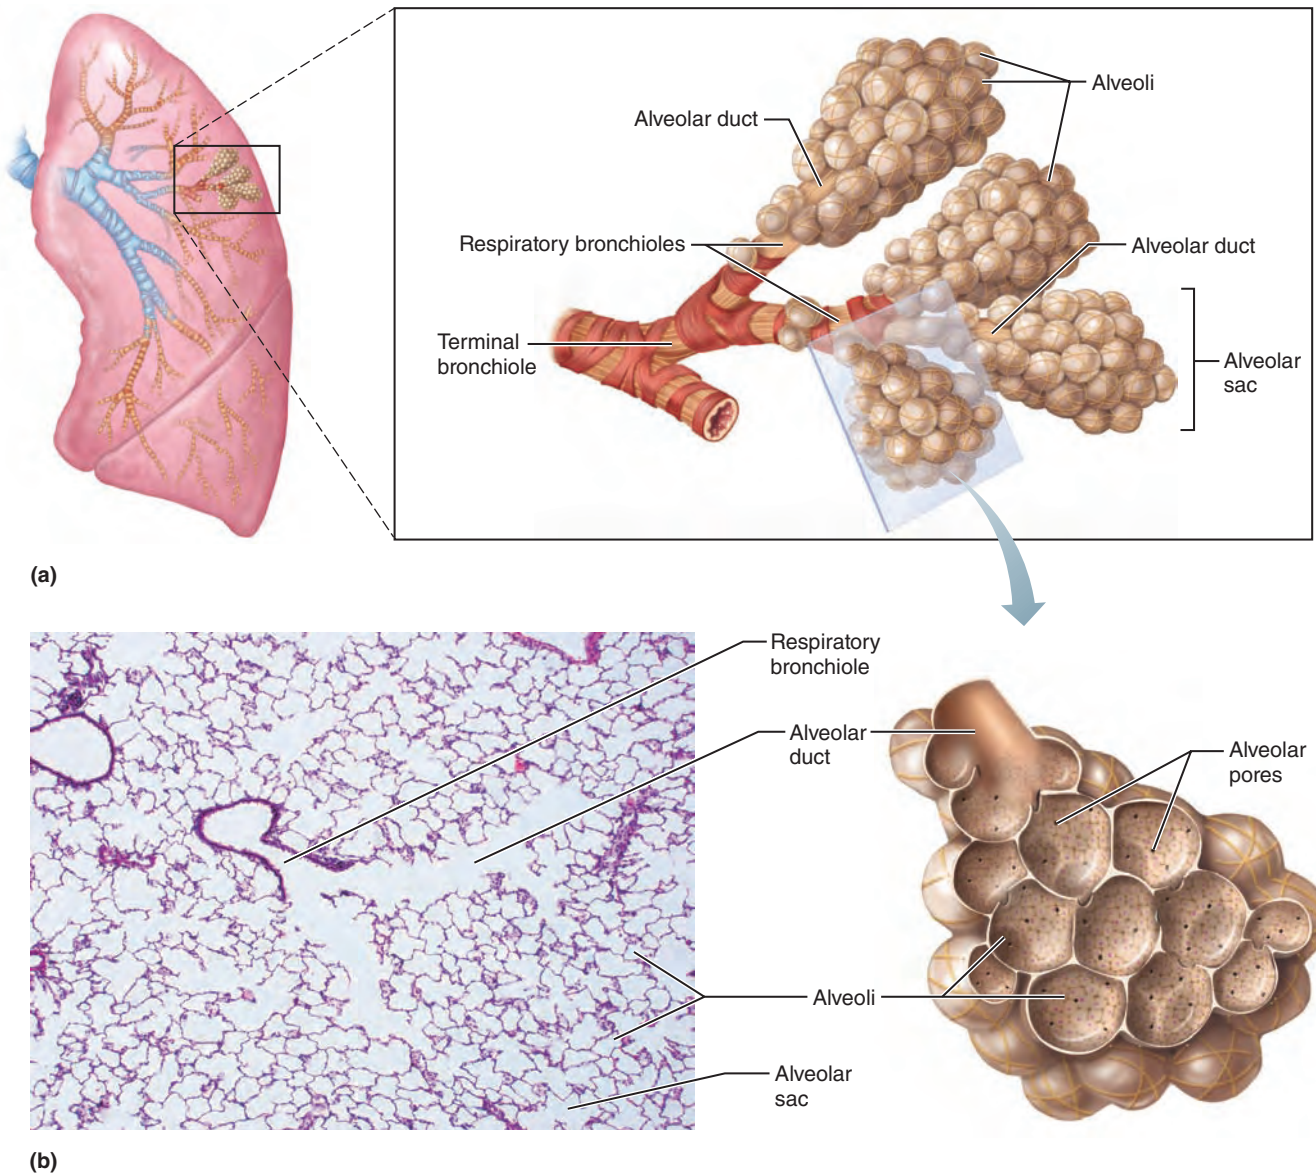 Alveoli
Alveolar duct
Respiratory bronchioles
Alveolar duct
Terminal
bronchiole
Alveolar
sac
(a)
Respiratory
bronchiole
Alveolar
duct
Alveolar
pores
Alveoli
Alveolar
sac
(b)